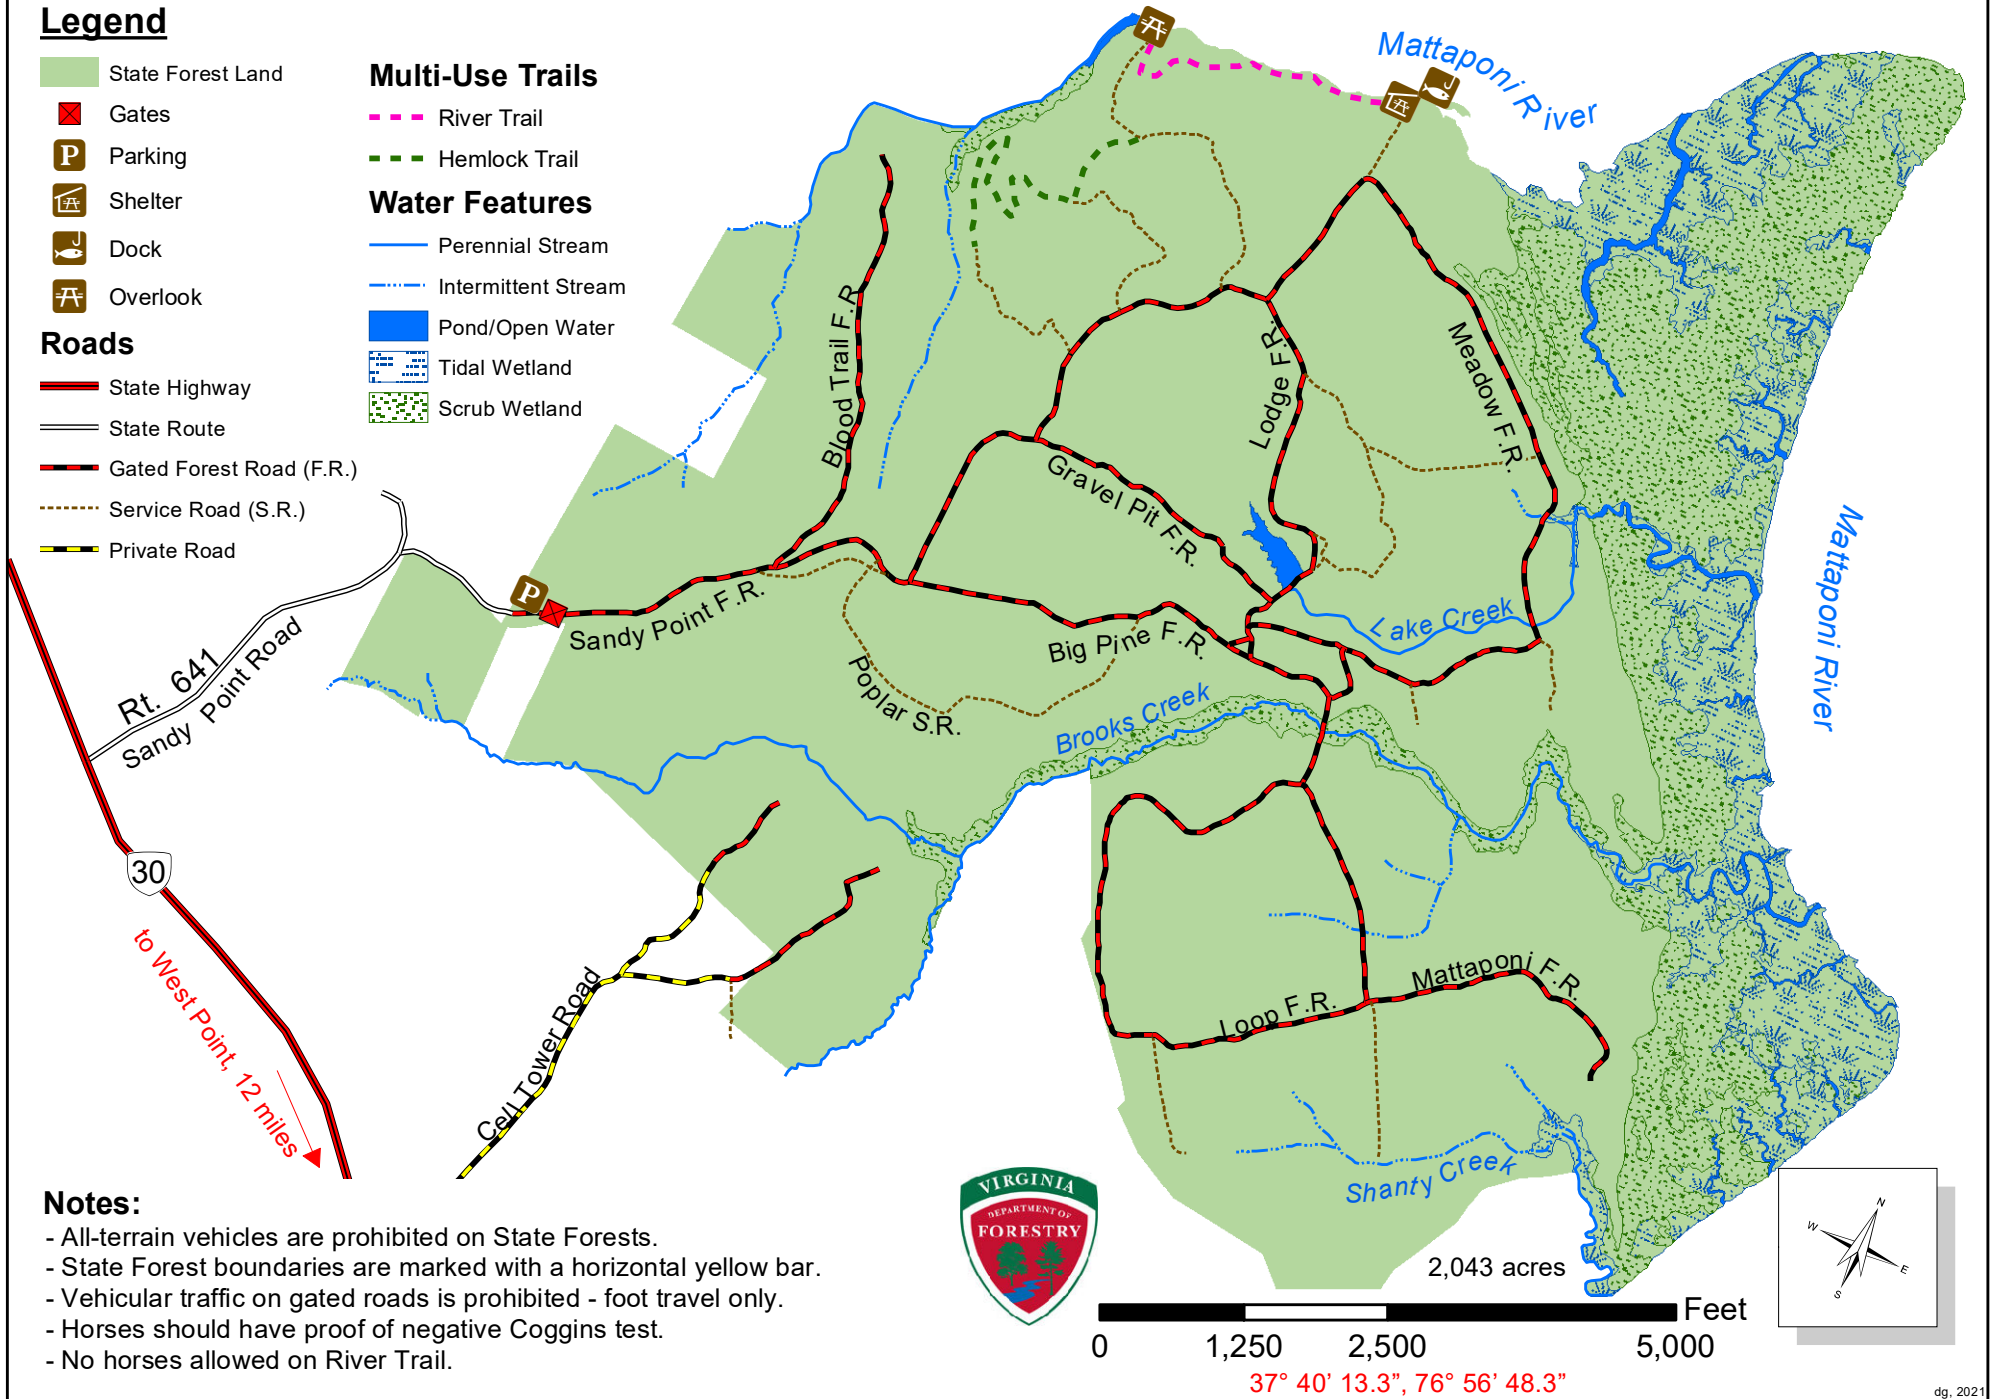 Legend
State Forest Land
Gates
P
Parking
Shelter
Dock
Overlook
Roads
State Highway
State Route
Gated Forest Road (F.R.)
Service Road (S.R.)
Private Road
Multi-Use Trails
River Trail
Hemlock Trail
Water Features
Perennial Stream
Intermittent Stream
Pond/Open Water
Tidal Wetland
Scrub Wetland
Mattaponi River
Blood Trail F.R.
Lodge F.R.
Meadow F.R.
Gravel Pit F.R.
P
Sandy Point F.R.
Lake Creek
Big Pine F.R.
Poplar S.R.
Brooks Creek
Mattaponi River
Rt. 641
Sandy Point Road
30
to West Point, 12 miles
Cell Tower Road
Mattaponi F.R.
Loop F.R.
Shanty Creek
Notes:
- All-terrain vehicles are prohibited on State Forests.
- State Forest boundaries are marked with a horizontal yellow bar.
- Vehicular traffic on gated roads is prohibited - foot travel only.
- Horses should have proof of negative Coggins test.
- No horses allowed on River Trail.
VIRGINIA
DEPARTMENT OF
FORESTRY
2,043 acres
Feet
0 1,250 2,500 5,000
37° 40’ 13.3”, 76° 56’ 48.3”
N
W
E
S
dg, 2021